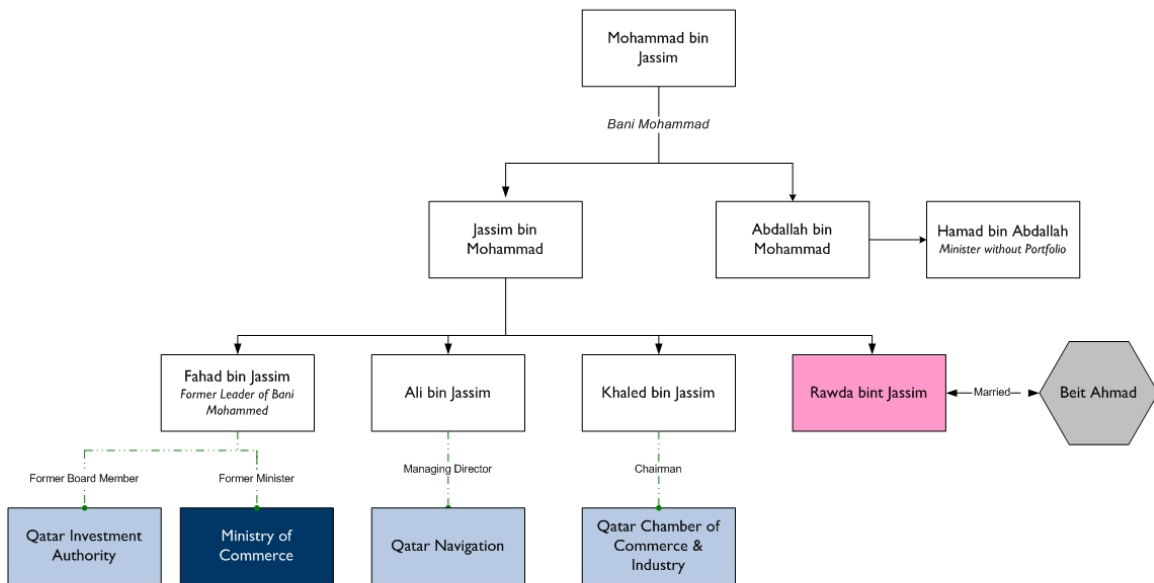 Mohammad bin
Jassim
Bani Mohammad
Jassim bin
Mohammad
Abdallah bin
Mohammad
Hamad bin Abdallah
Minister without Portfolio
Fahad bin Jassim
Former Leader of Bani
Mohammed
Ali bin Jassim
Khaled bin Jassim
Rawda bint Jassim
Married
Beit Ahmad
Former Board Member
Former Minister
Managing Director
Chairman
Qatar Investment
Authority
Ministry of
Commerce
Qatar Navigation
Qatar Chamber of
Commerce &
Industry